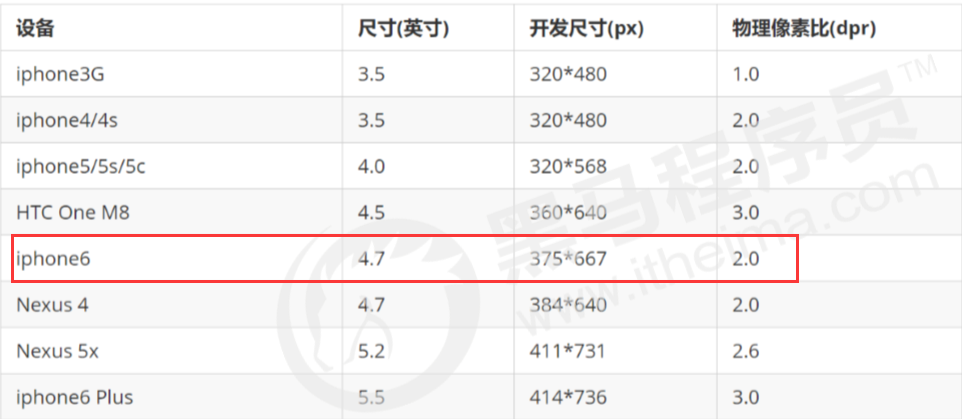 设备 尺寸(英寸) 开发尺寸(px) 物理像素比(dpr)
iphone3G 3.5 320*480 1.0
iphone4/4s 3.5 320*480 2.0
iphone5/5s/5c 4.0 320*568 2.0
HTC One M8 4.5 360*640 3.0
iphone6 4.7 375*667 2.0
Nexus 4 4.7 384*640 2.0
Nexus 5x 5.2 411*731 2.6
iphone6 Plus 5.5 414*736 3.0
黑马程序员™
www.itheima.com